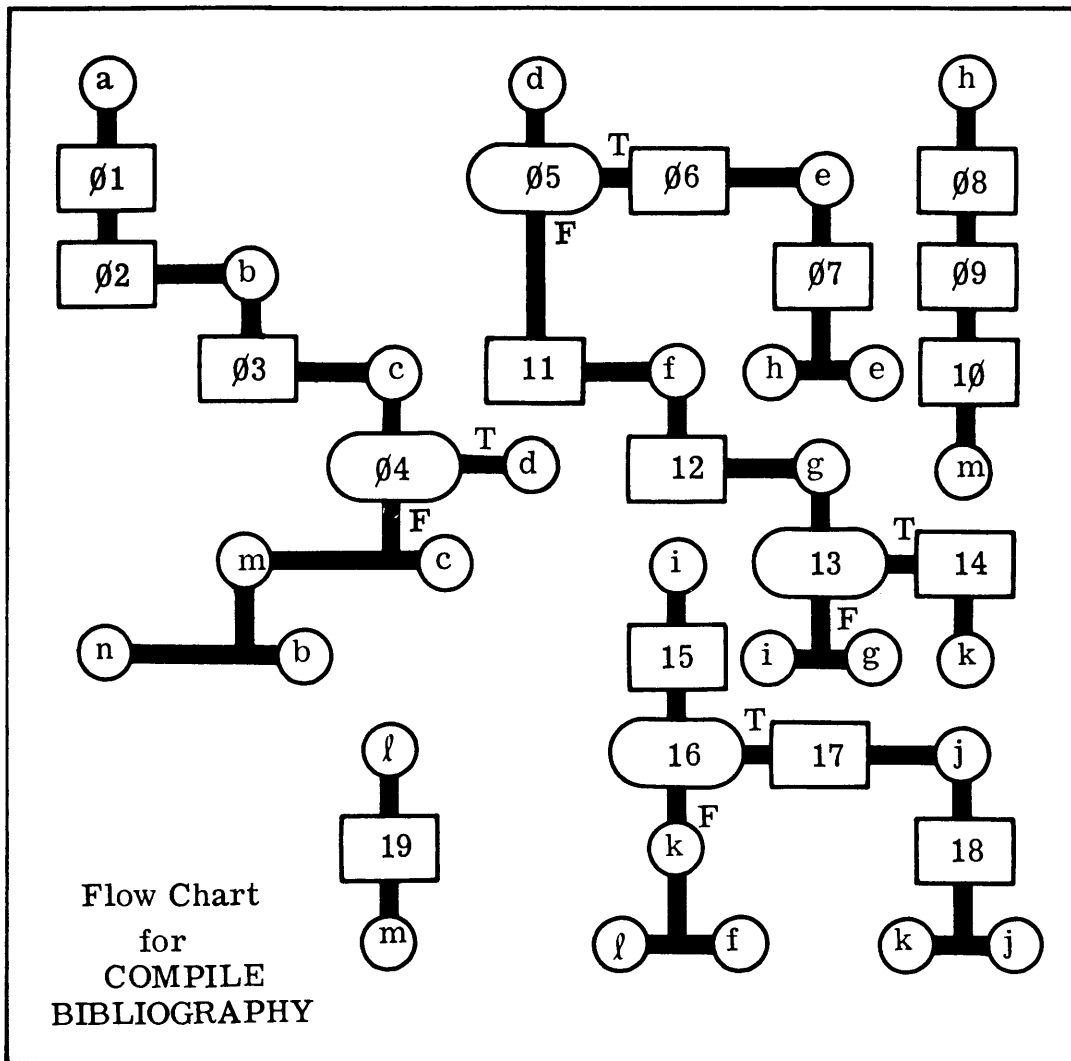 a d h
Ø1 Ø5 T Ø6 e Ø8
F
Ø2 b Ø7 Ø9
Ø3 c 11 f h e 1Ø
Ø4 T d 12 g m
F T
m c i 13 14
F
n b 15 i g k
T
ℓ 16 17 j
F
19 k 18
m ℓ f k j
Flow Chart
for
COMPILE
BIBLIOGRAPHY